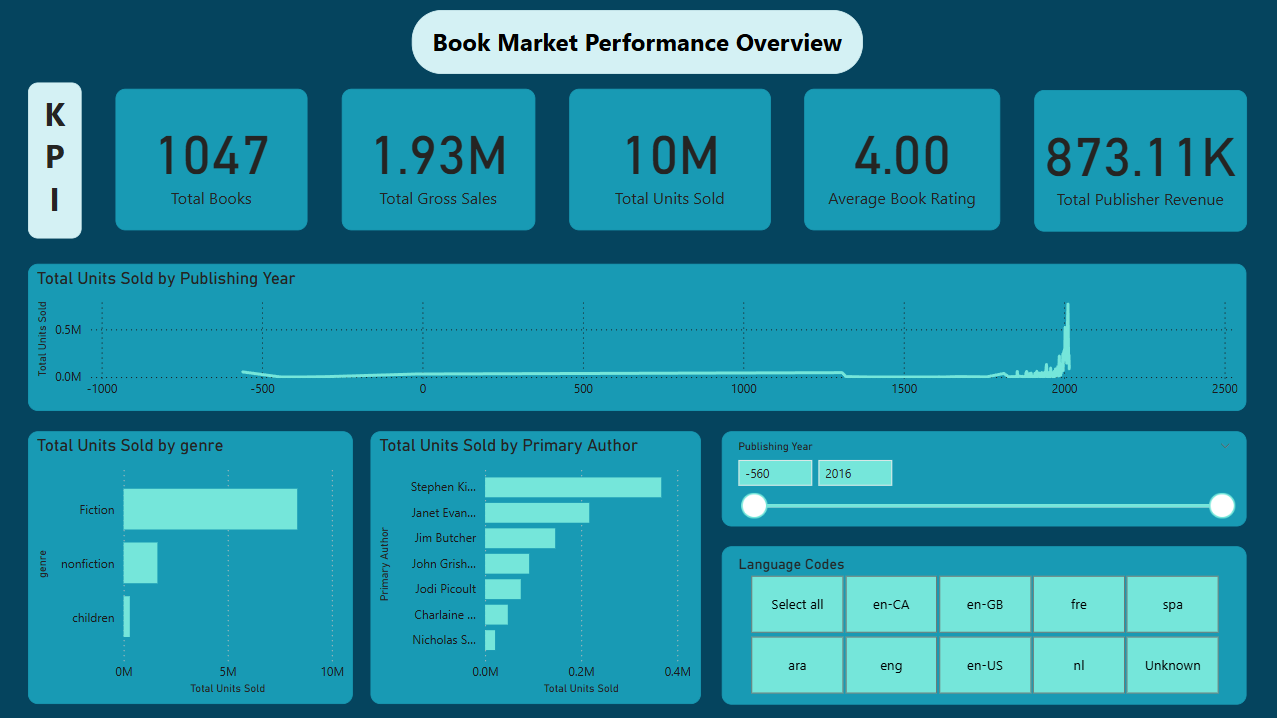 Book Market Performance Overview
K
P
I
1047
Total Books
1.93M
Total Gross Sales
10M
Total Units Sold
4.00
Average Book Rating
873.11K
Total Publisher Revenue
Total Units Sold by Publishing Year
Total Units Sold
0.5M
0.0M
-1000 -500 0 500 1000 1500 2000 2500
Total Units Sold by genre
genre
Fiction
nonfiction
children
0M 5M 10M
Total Units Sold
Total Units Sold by Primary Author
Primary Author
Stephen Ki...
Janet Evan...
Jim Butcher
John Grish...
Jodi Picoult
Charlaine ...
Nicholas S...
0.0M 0.2M 0.4M
Total Units Sold
Publishing Year
-560 2016
Language Codes
Select all en-CA en-GB fre spa
ara eng en-US nl Unknown